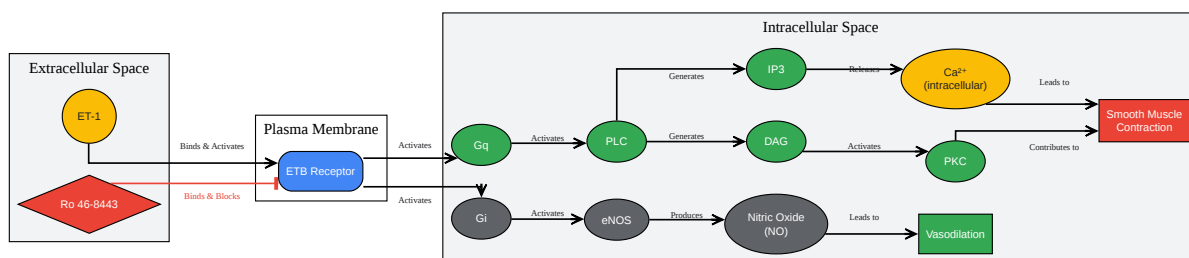 Intracellular Space
Extracellular Space
Plasma Membrane
ET-1
Binds & Activates
Ro 46-8443
Binds & Blocks
ETB Receptor
Activates
Activates
Gq
Activates
PLC
Generates
IP3
Releases
Ca²⁺
(intracellular)
Leads to
Generates
DAG
Activates
PKC
Contributes to
Smooth Muscle
Contraction
Gi
Activates
eNOS
Produces
Nitric Oxide
(NO)
Leads to
Vasodilation